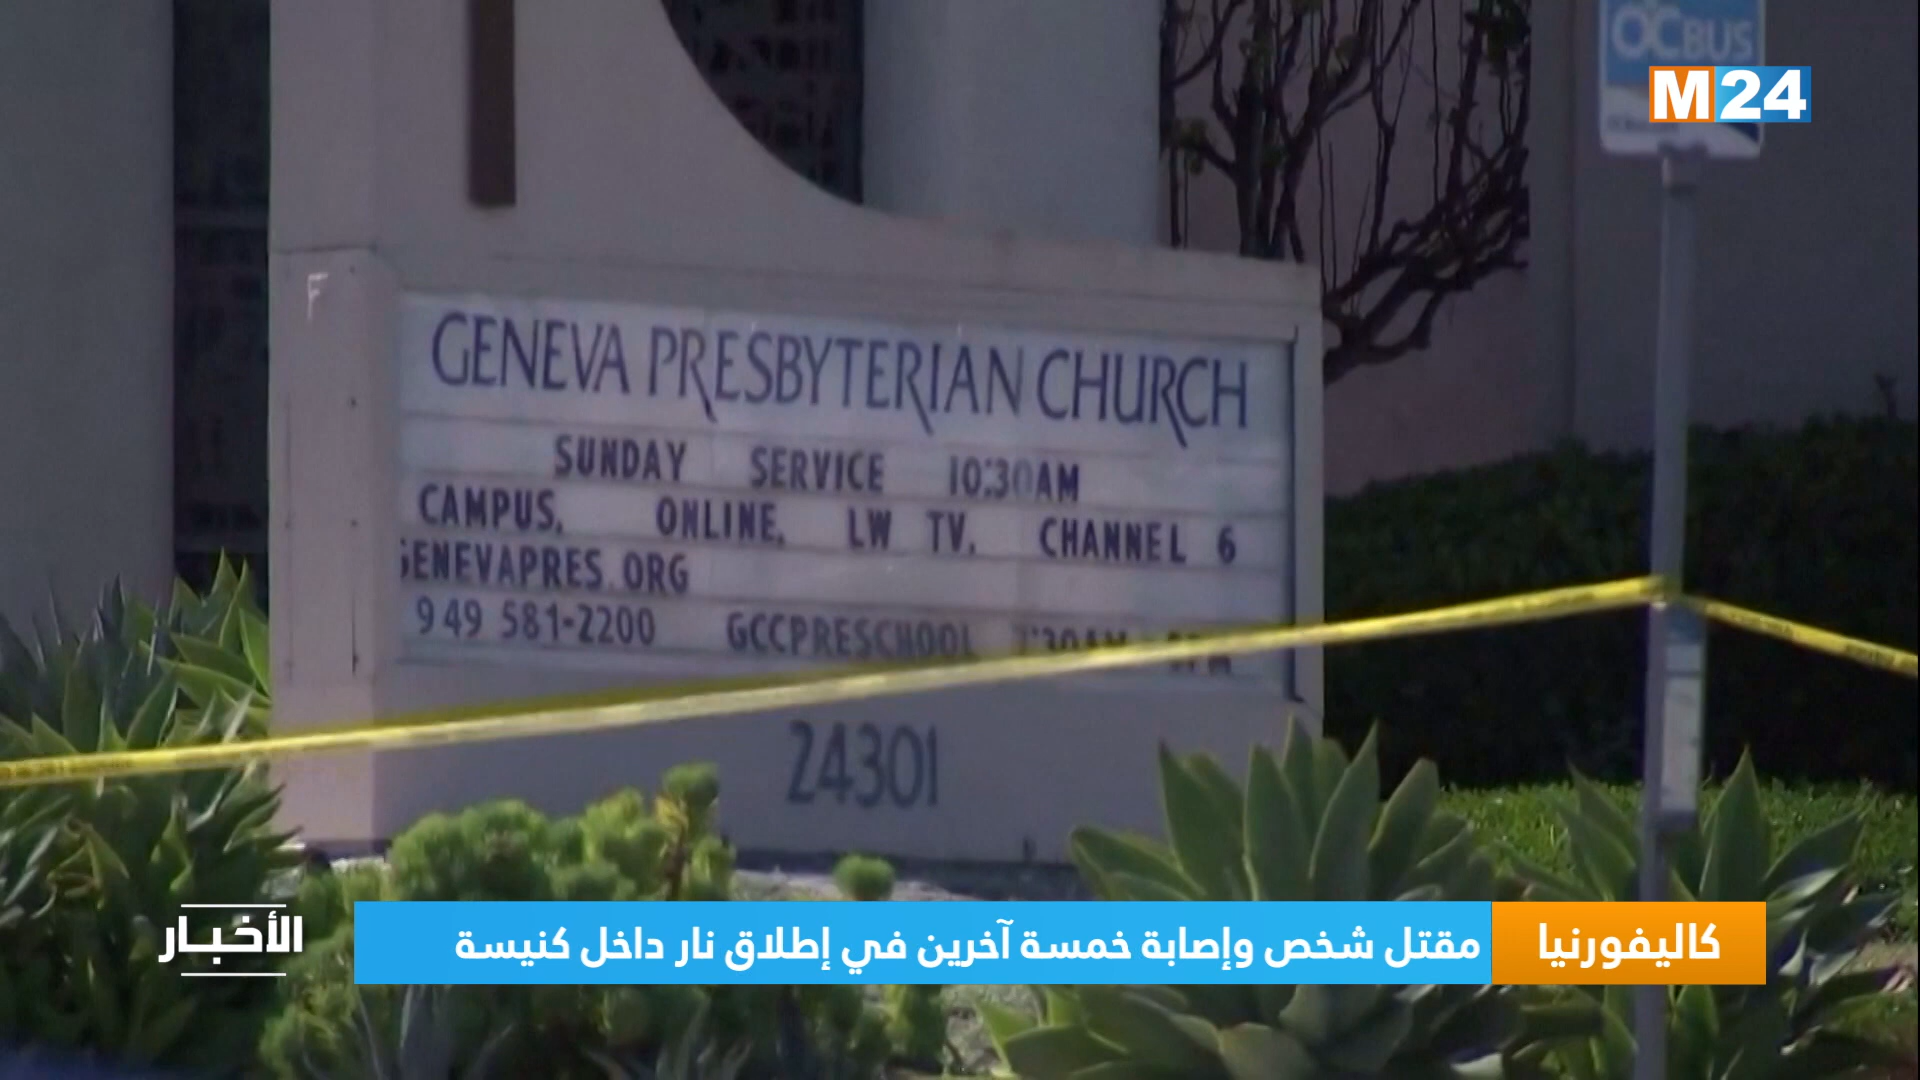 OCBUS
M24
F
GENEVA PRESBYTERIAN CHURCH
SUNDAY SERVICE 10:30AM
CAMPUS, ONLINE, LW TV, CHANNEL 6
GENEVAPRES.ORG
949 581-2200 GCCPRESCHOOL
24301
كاليفورنيا
مقتل شخص وإصابة خمسة آخرين في إطلاق نار داخل كنيسة
الأخبار